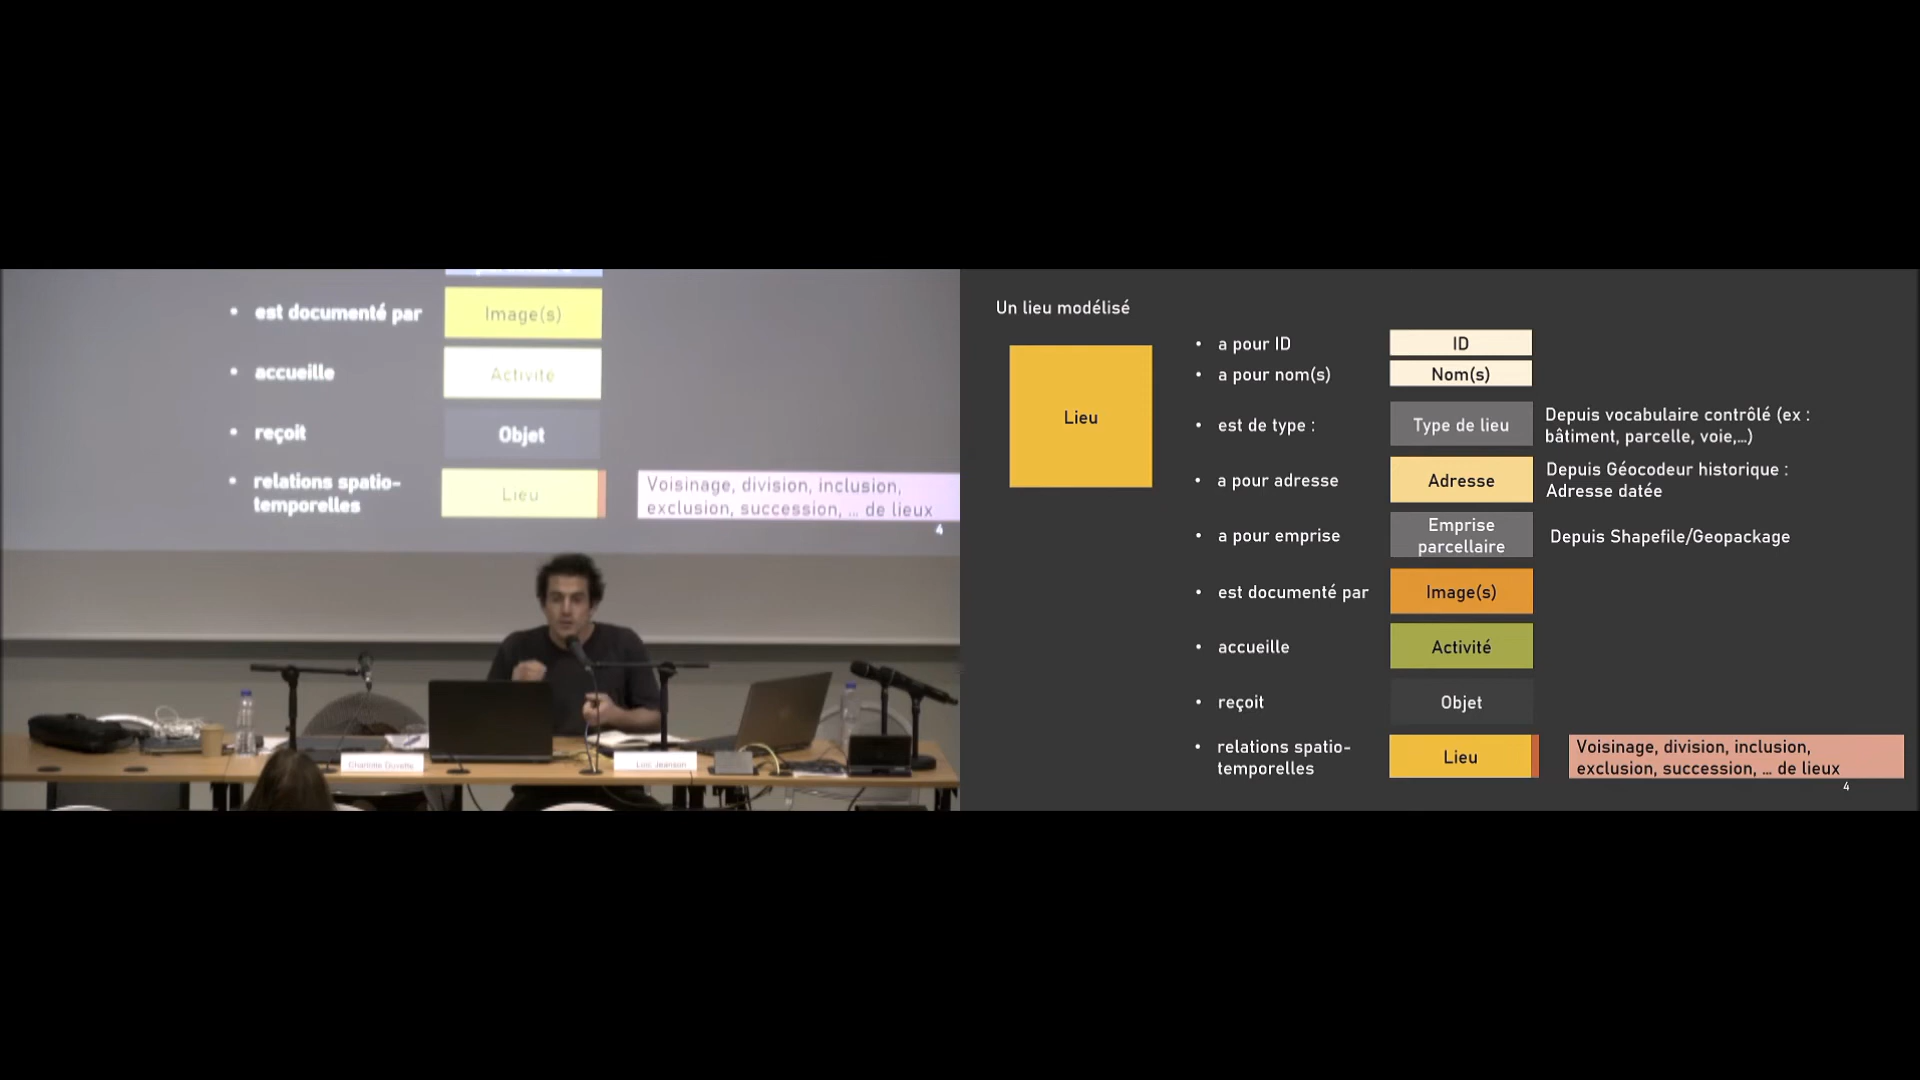 est documenté par
Image(s)
accueille
Activité
reçoit
Objet
relations spatio-
temporelles
Lieu
Voisinage, division, inclusion,
exclusion, succession, ... de lieux
4
Charlotte Duvette
Loïc Jeanson
Un lieu modélisé
Lieu
• a pour ID
ID
• a pour nom(s)
Nom(s)
• est de type :
Type de lieu
Depuis vocabulaire contrôlé (ex :
bâtiment, parcelle, voie,...)
• a pour adresse
Adresse
Depuis Géocodeur historique :
Adresse datée
• a pour emprise
Emprise
parcellaire
Depuis Shapefile/Geopackage
• est documenté par
Image(s)
• accueille
Activité
• reçoit
Objet
• relations spatio-
temporelles
Lieu
Voisinage, division, inclusion,
exclusion, succession, ... de lieux
4